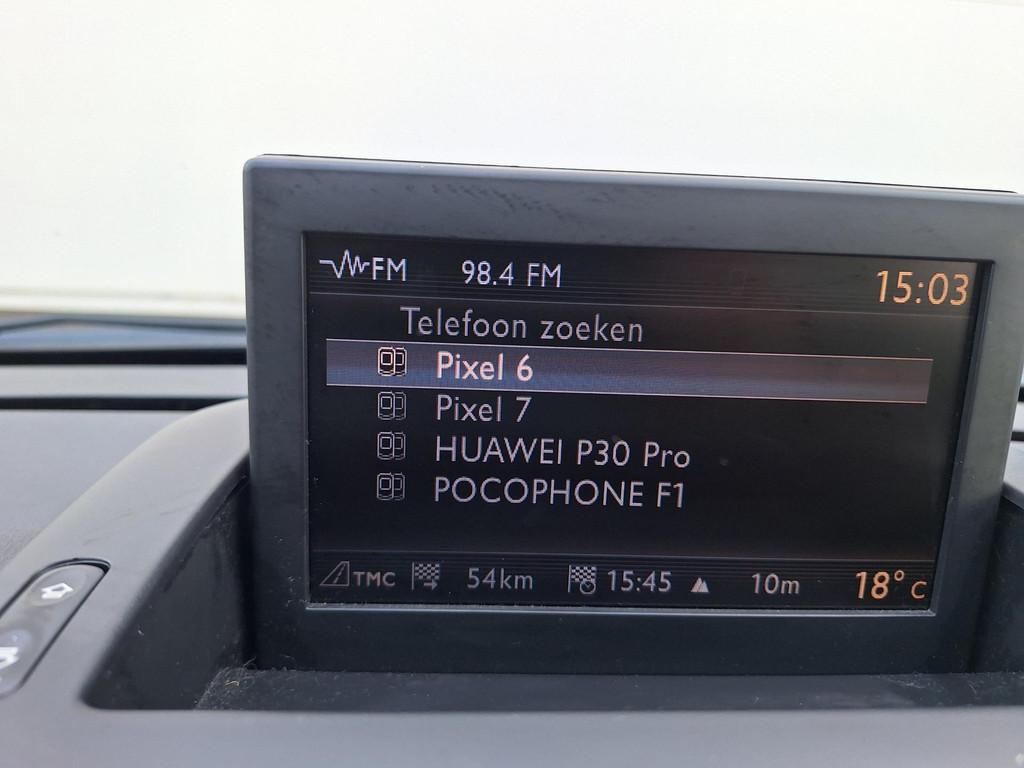 FM 98.4 FM 15:03
Telefoon zoeken
Pixel 6
Pixel 7
HUAWEI P30 Pro
POCOPHONE F1
TMC 54km 15:45 10m 18° C